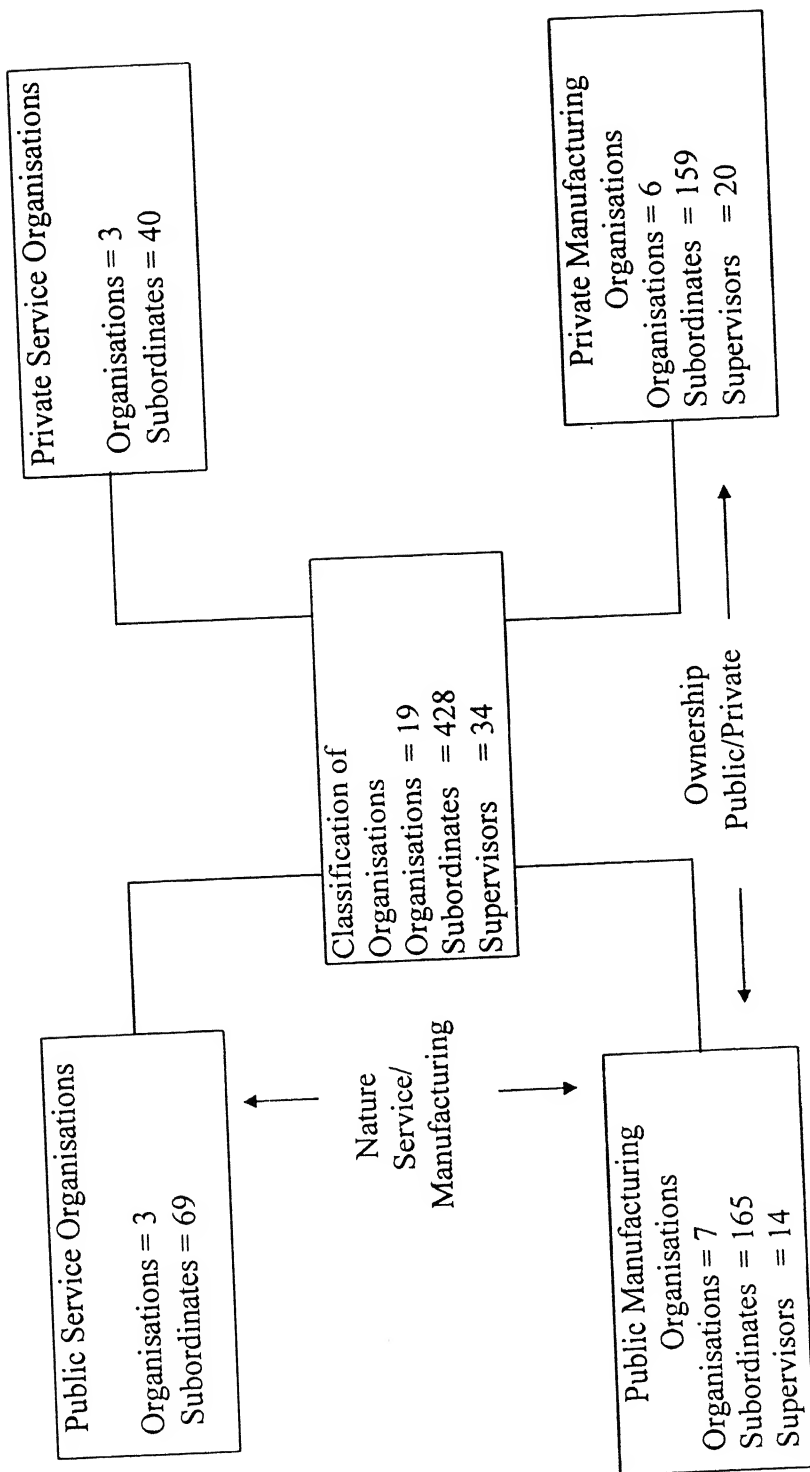 Public Service Organisations
Organisations = 3
Subordinates = 69
Private Service Organisations
Organisations = 3
Subordinates = 40
Nature
Service/
Manufacturing
Classification of
Organisations
Organisations = 19
Subordinates = 428
Supervisors = 34
Public Manufacturing
Organisations
Organisations = 7
Subordinates = 165
Supervisors = 14
Ownership
Public/Private
Private Manufacturing
Organisations
Organisations = 6
Subordinates = 159
Supervisors = 20